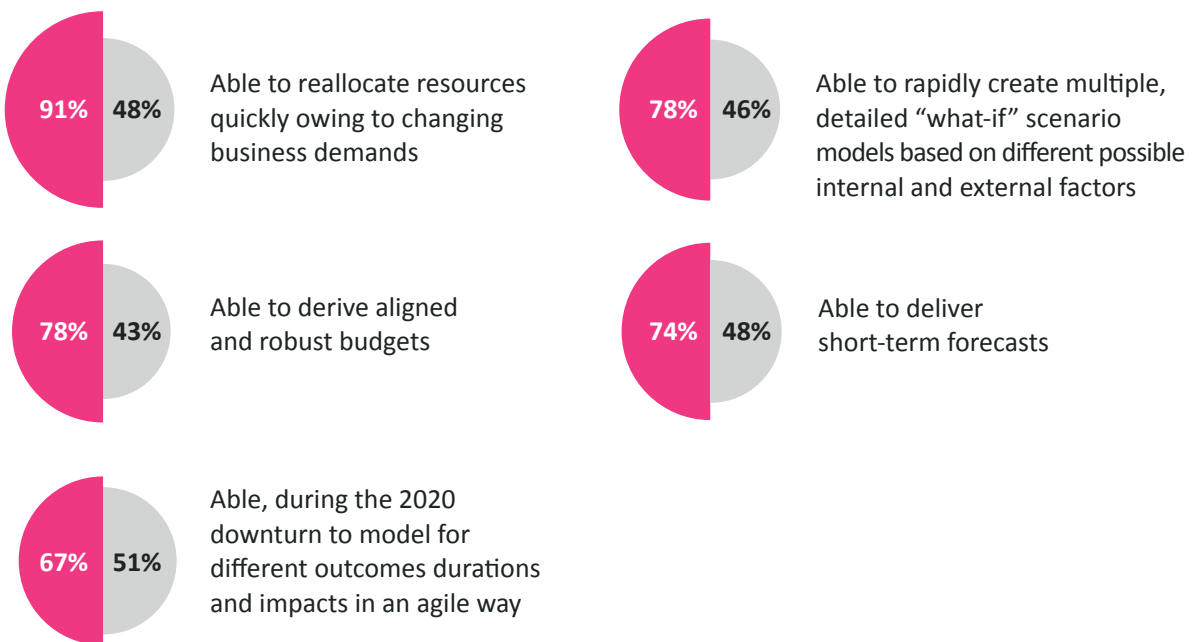 91% 48%
Able to reallocate resources
quickly owing to changing
business demands
78% 46%
Able to rapidly create multiple,
detailed “what-if” scenario
models based on different possible
internal and external factors
78% 43%
Able to derive aligned
and robust budgets
74% 48%
Able to deliver
short-term forecasts
67% 51%
Able, during the 2020
downturn to model for
different outcomes durations
and impacts in an agile way